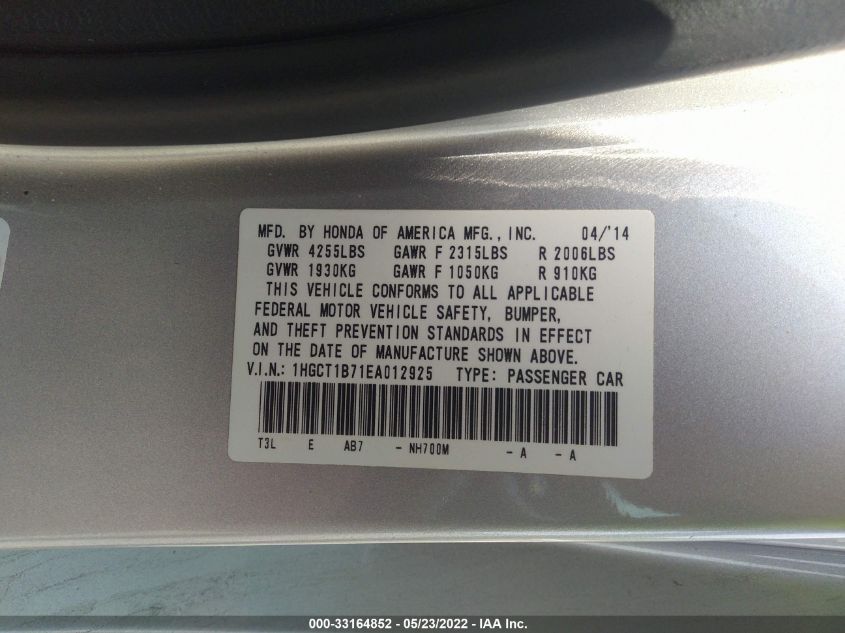 MFD. BY HONDA OF AMERICA MFG., INC. 04/'14
GVWR 4255LBS GAWR F 2315LBS R 2006LBS
GVWR 1930KG GAWR F 1050KG R 910KG
THIS VEHICLE CONFORMS TO ALL APPLICABLE
FEDERAL MOTOR VEHICLE SAFETY, BUMPER,
AND THEFT PREVENTION STANDARDS IN EFFECT
ON THE DATE OF MANUFACTURE SHOWN ABOVE.
V.I.N.: 1HGCT1B71EA012925 TYPE: PASSENGER CAR
T3L E AB7 - NH700M - A - A
000-33164852 - 05/23/2022 - IAA Inc.